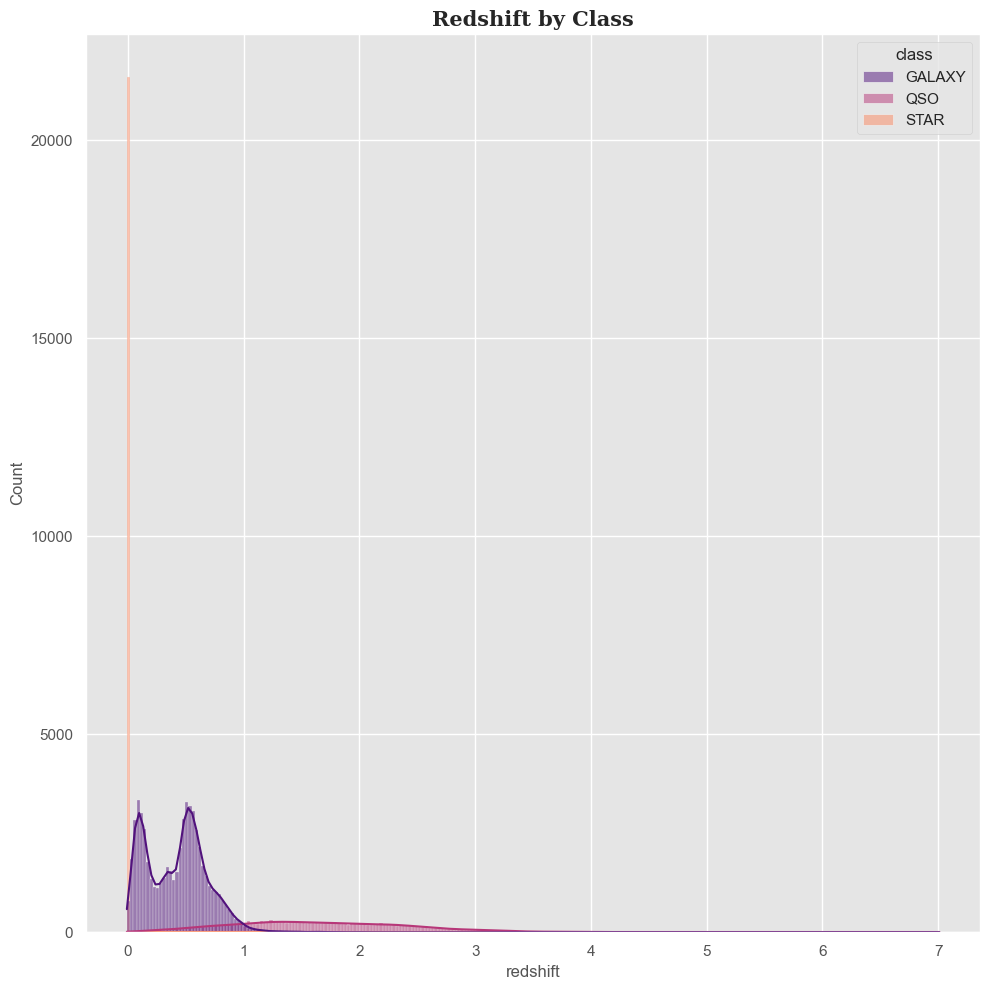 Redshift by Class
class
GALAXY
QSO
STAR
20000
15000
10000
5000
0
Count
0 1 2 3 4 5 6 7
redshift